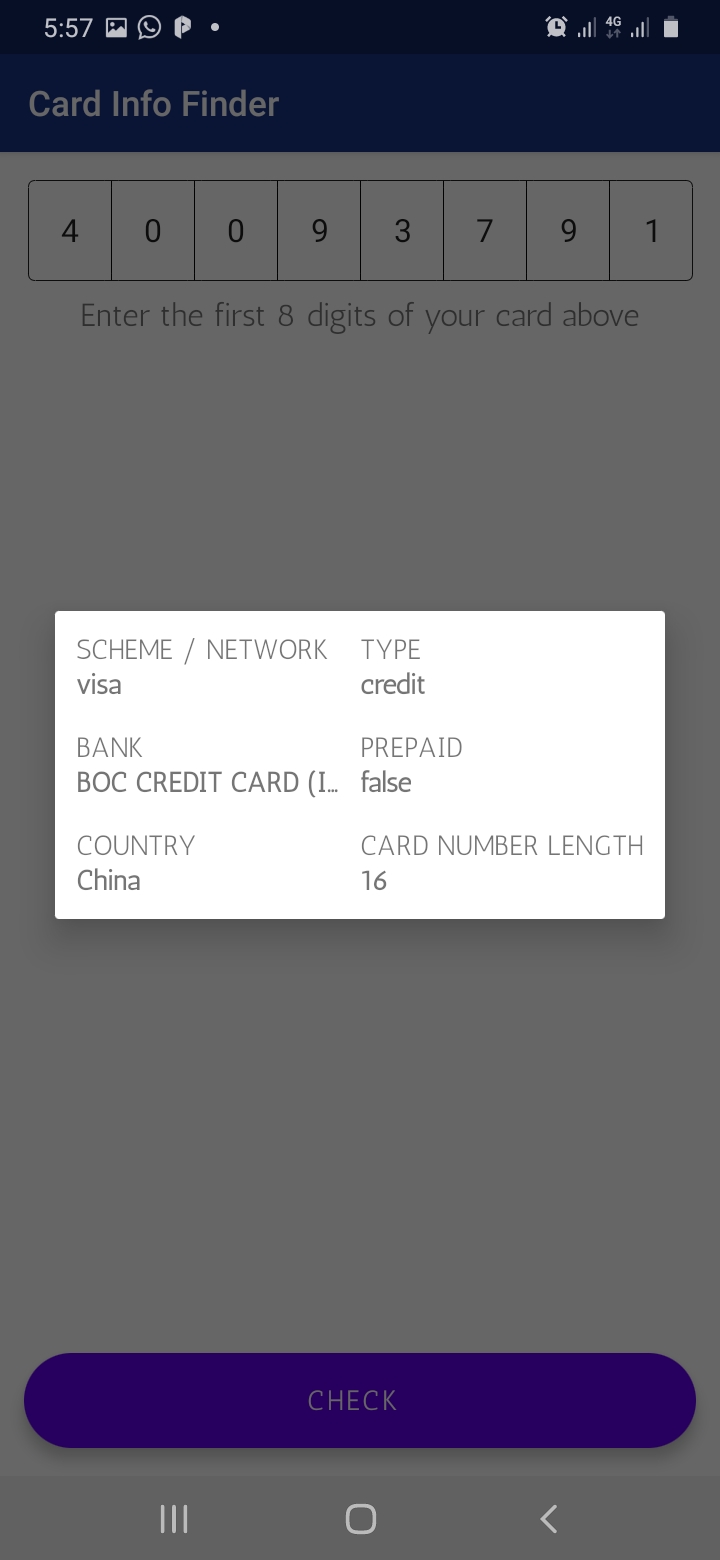 5:57
4G
Card Info Finder
4 0 0 9 3 7 9 1
Enter the first 8 digits of your card above
SCHEME / NETWORK TYPE
visa credit
BANK PREPAID
BOC CREDIT CARD (I... false
COUNTRY CARD NUMBER LENGTH
China 16
CHECK